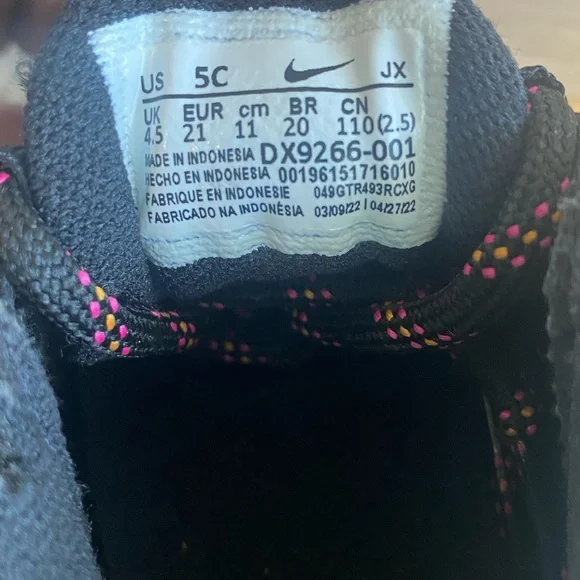 US 5C JX
UK EUR cm BR CN
4.5 21 11 20 110(2.5)
MADE IN INDONESIA DX9266-001
HECHO EN INDONESIA 00196151716010
FABRIQUE EN INDONESIE 049GTR493RCXG
FABRICADO NA INDONÉSIA 03/09/22 | 04/27/22